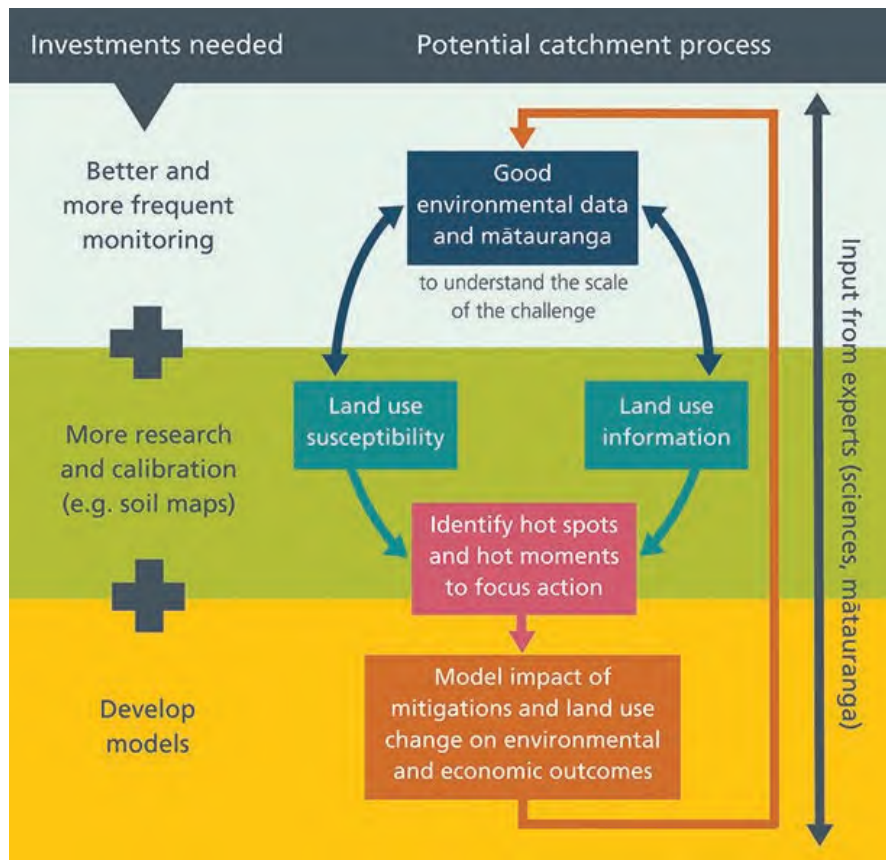 Investments needed
Potential catchment process
Better and
more frequent
monitoring
Good
environmental data
and mātauranga
to understand the scale
of the challenge
More research
and calibration
(e.g. soil maps)
Land use
susceptibility
Land use
information
Identify hot spots
and hot moments
to focus action
Develop
models
Model impact of
mitigations and land use
change on environmental
and economic outcomes
Input from experts (sciences, mātauranga)